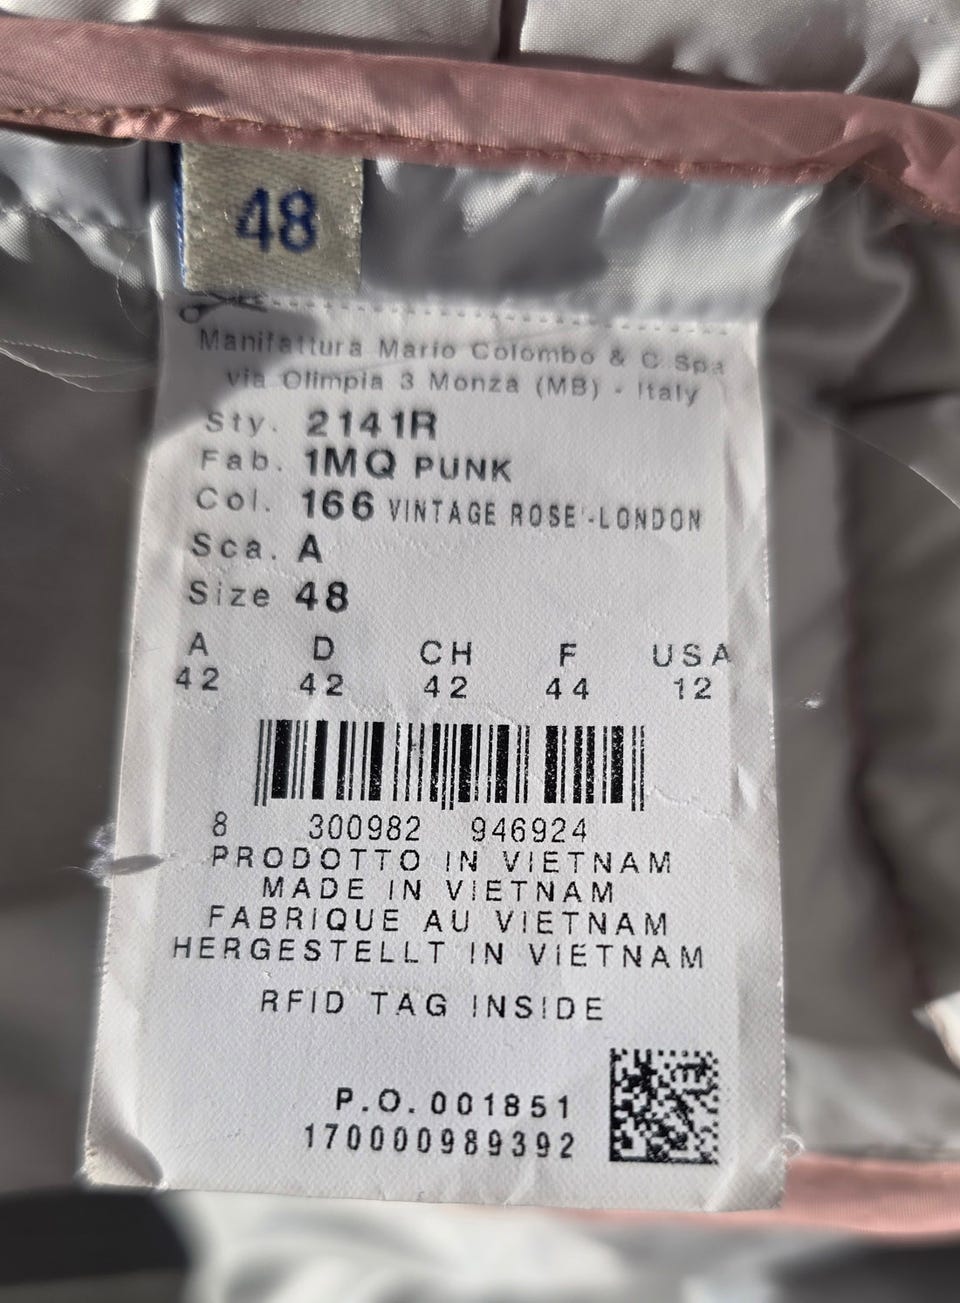 48
Manifattura Mario Colombo & C. Spa
via Olimpia 3 Monza (MB) - Italy
Sty. 2141R
Fab. 1MQ PUNK
Col. 166 VINTAGE ROSE-LONDON
Sca. A
Size 48
A D CH F USA
42 42 42 44 12
8 300982 946924
PRODOTTO IN VIETNAM
MADE IN VIETNAM
FABRIQUE AU VIETNAM
HERGESTELLT IN VIETNAM
RFID TAG INSIDE
P.O. 001851
170000989392